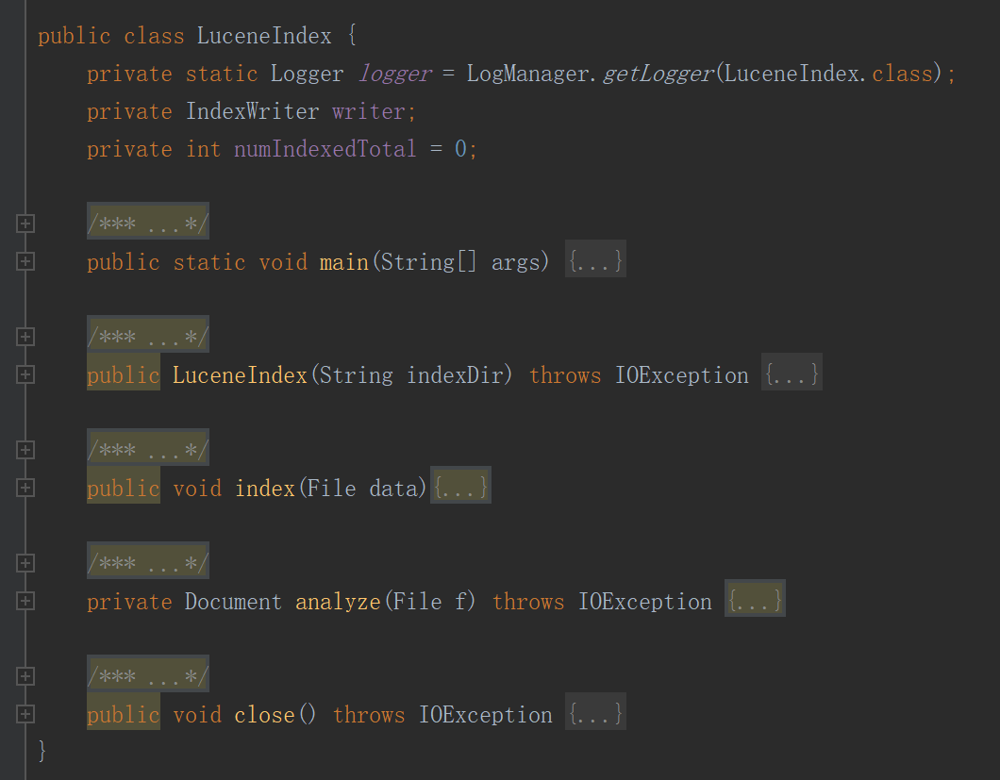 public class LuceneIndex {
private static Logger logger = LogManager.getLogger(LuceneIndex.class);
private IndexWriter writer;
private int numIndexedTotal = 0;
/*** ...*/
public static void main(String[] args) {...}
/*** ...*/
public LuceneIndex(String indexDir) throws IOException {...}
/*** ...*/
public void index(File data){...}
/*** ...*/
private Document analyze(File f) throws IOException {...}
/*** ...*/
public void close() throws IOException {...}
}